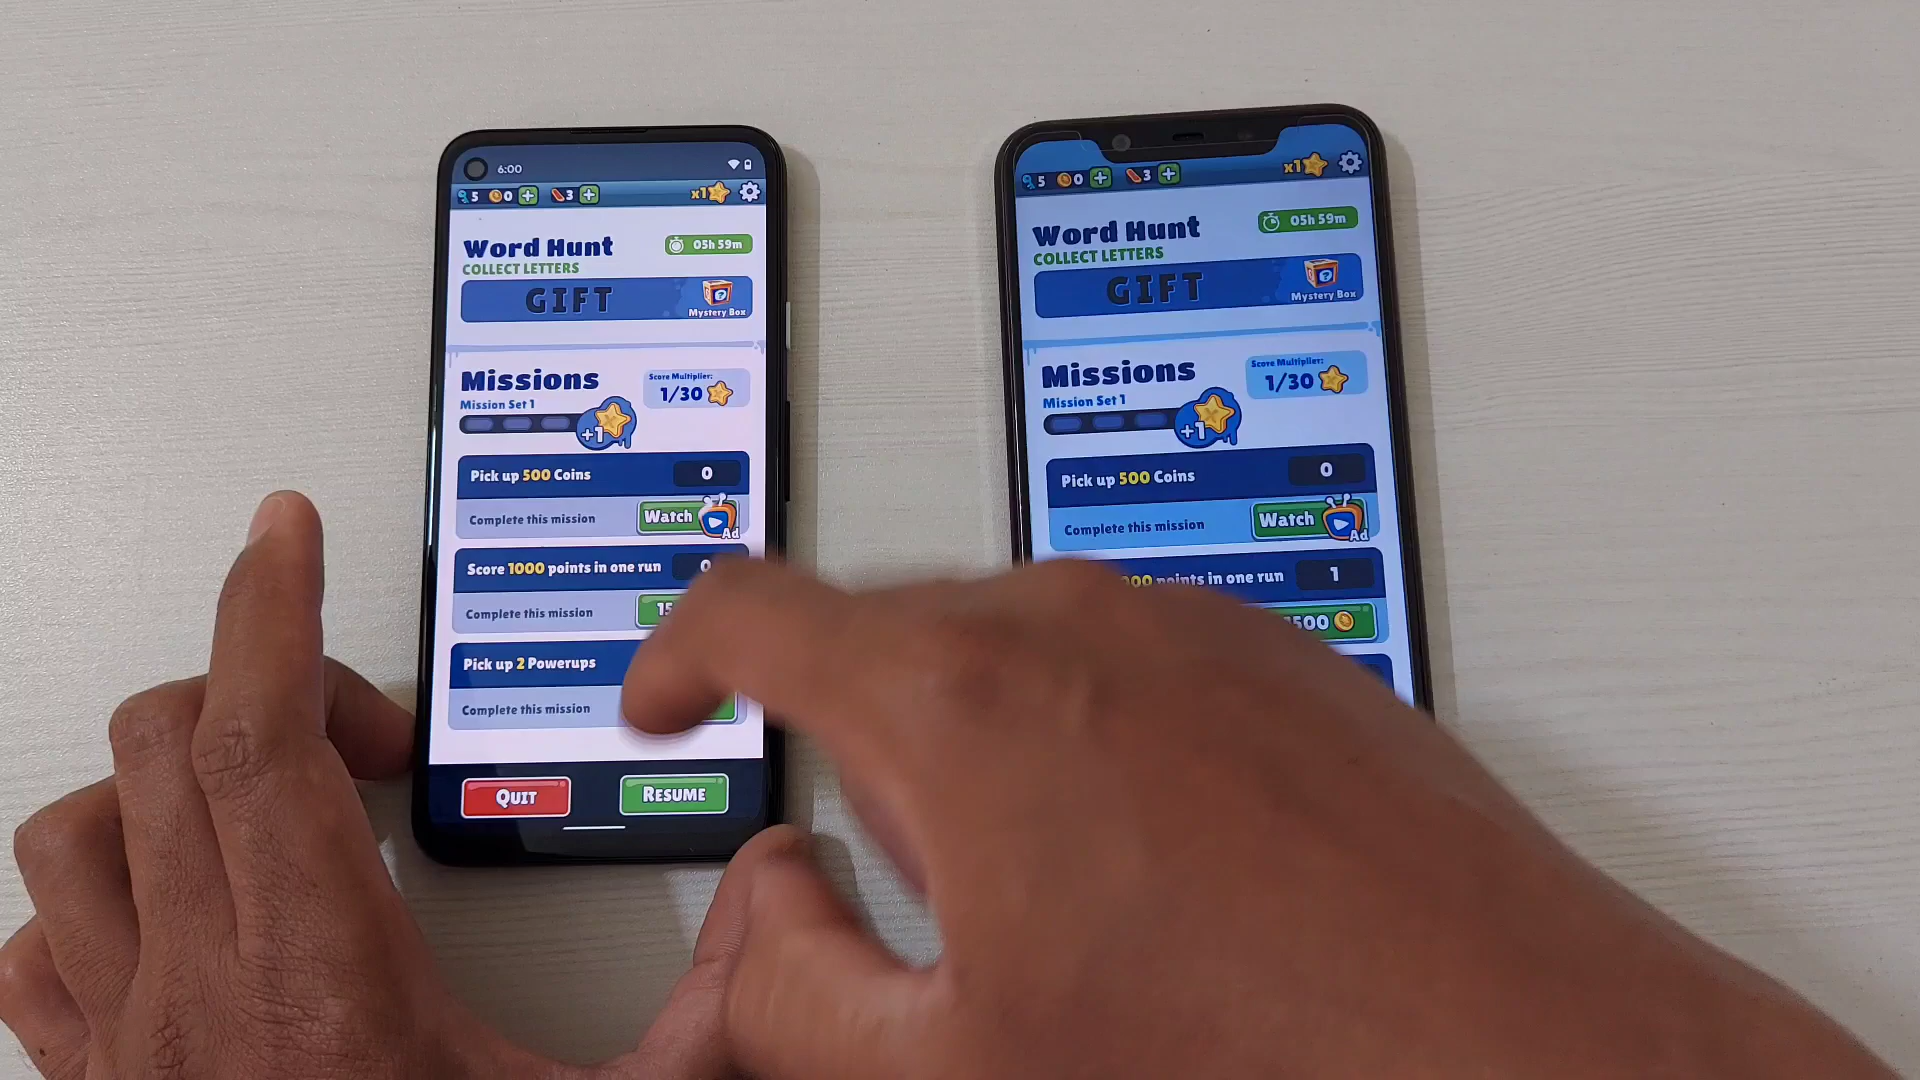 6:00
5 0 3 x1
Word Hunt 05h 59m
COLLECT LETTERS
GIFT
Mystery Box
Missions
Score Multiplier:
1/30
Mission Set 1
+1
Pick up 500 Coins 0
Complete this mission Watch
Ad
Score 1000 points in one run 0
Complete this mission
Pick up 2 Powerups
Complete this mission
QUIT RESUME
5 0 3 x1
Word Hunt 05h 59m
COLLECT LETTERS
GIFT
Mystery Box
Missions
Score Multiplier:
1/30
Mission Set 1
+1
Pick up 500 Coins 0
Complete this mission Watch
Ad
points in one run 1